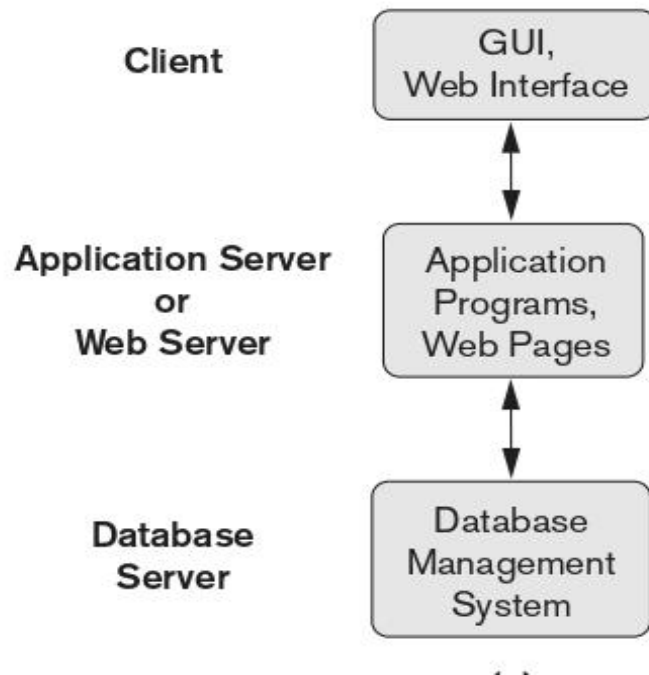 Client
GUI,
Web Interface
Application Server
or
Web Server
Application
Programs,
Web Pages
Database
Server
Database
Management
System